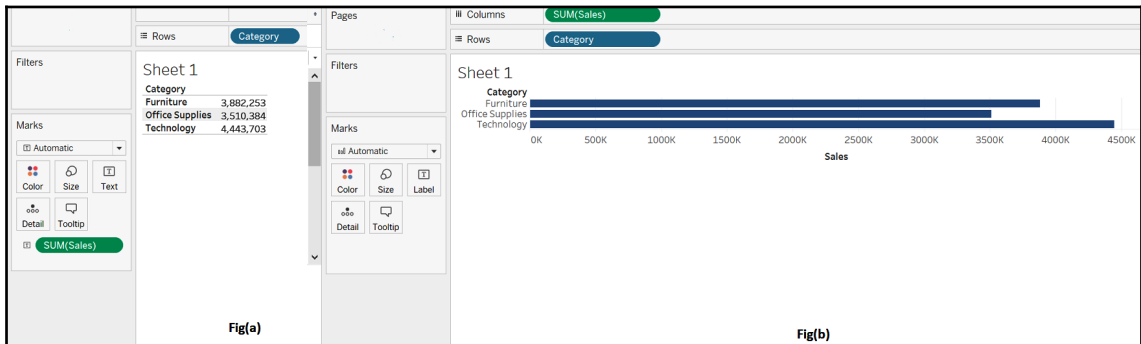 Rows Category
Filters
Sheet 1
Category
Furniture 3,882,253
Office Supplies 3,510,384
Technology 4,443,703
Marks
T Automatic
Color Size Text
Detail Tooltip
T SUM(Sales)
Fig(a)
Pages
Columns SUM(Sales)
Rows Category
Filters
Sheet 1
Category
Furniture
Office Supplies
Technology
0K 500K 1000K 1500K 2000K 2500K 3000K 3500K 4000K 4500K
Sales
Marks
Automatic
Color Size Label
Detail Tooltip
Fig(b)